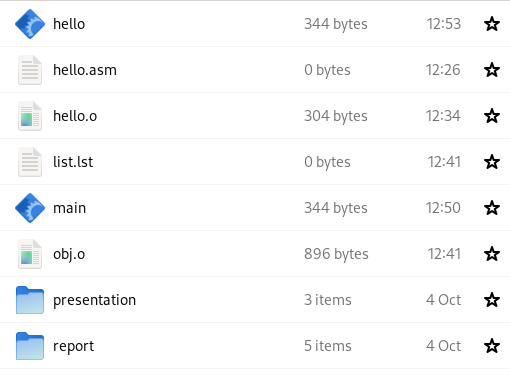 hello 344 bytes 12:53
hello.asm 0 bytes 12:26
hello.o 304 bytes 12:34
list.lst 0 bytes 12:41
main 344 bytes 12:50
obj.o 896 bytes 12:41
presentation 3 items 4 Oct
report 5 items 4 Oct